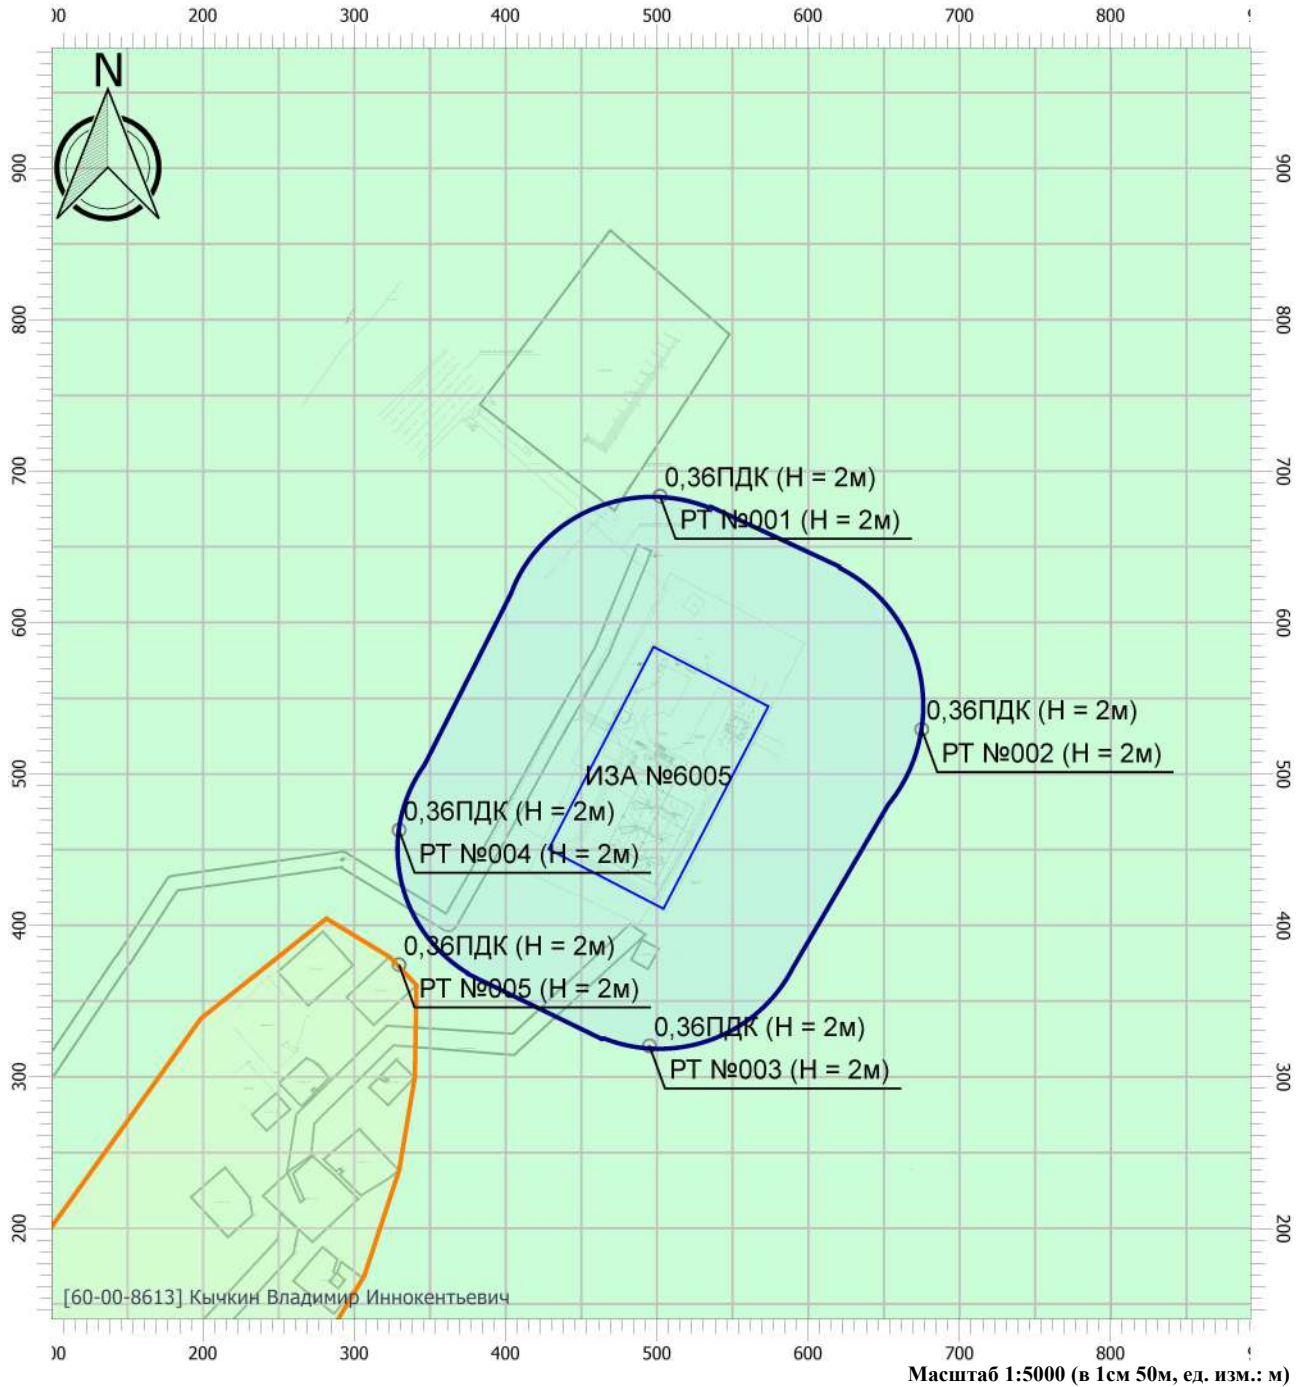 00 200 300 400 500 600 700 800
N
900 900
800 800
700 700
600 600
500 500
400 400
300 300
200 200
0,36ПДК (Н = 2м)
РТ №001 (Н = 2м)
0,36ПДК (Н = 2м)
РТ №002 (Н = 2м)
ИЗА №6005
0,36ПДК (Н = 2м)
РТ №004 (Н = 2м)
0,36ПДК (Н = 2м)
РТ №005 (Н = 2м)
0,36ПДК (Н = 2м)
РТ №003 (Н = 2м)
[60-00-8613] Кычкин Владимир Иннокентьевич
00 200 300 400 500 600 700 800
Масштаб 1:5000 (в 1см 50м, ед. изм.: м)